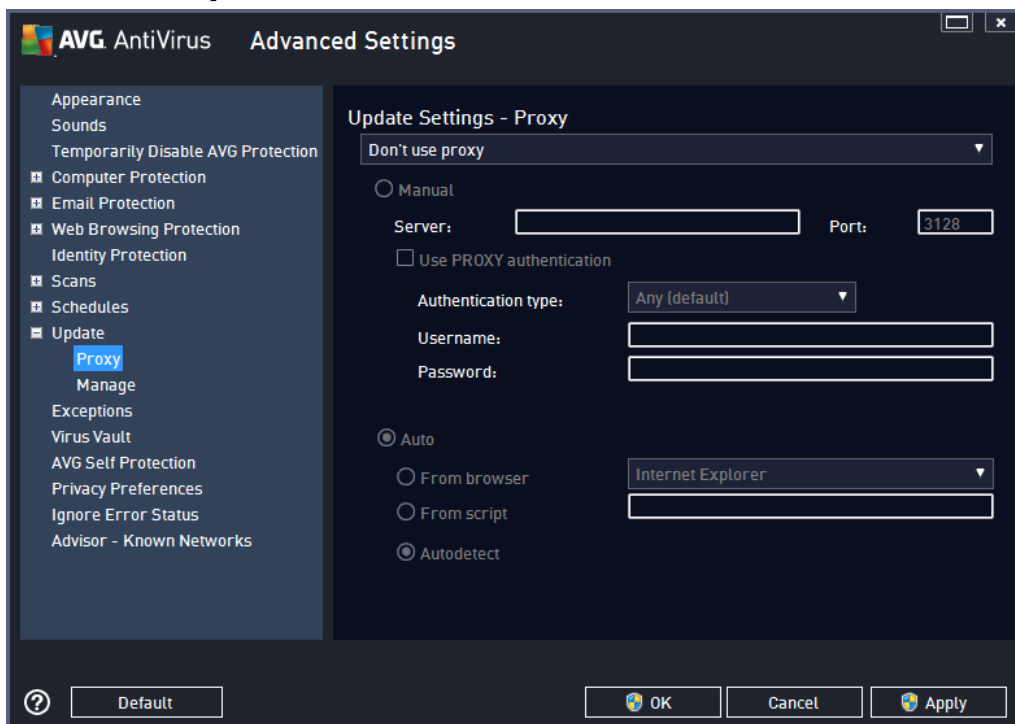 AVG. AntiVirus Advanced Settings
Appearance
Sounds
Temporarily Disable AVG Protection
Computer Protection
Email Protection
Web Browsing Protection
Identity Protection
Scans
Schedules
Update
Proxy
Manage
Exceptions
Virus Vault
AVG Self Protection
Privacy Preferences
Ignore Error Status
Advisor - Known Networks
Update Settings - Proxy
Don't use proxy
Manual
Server: Port: 3128
Use PROXY authentication
Authentication type: Any (default)
Username:
Password:
Auto
From browser Internet Explorer
From script
Autodetect
? Default OK Cancel Apply